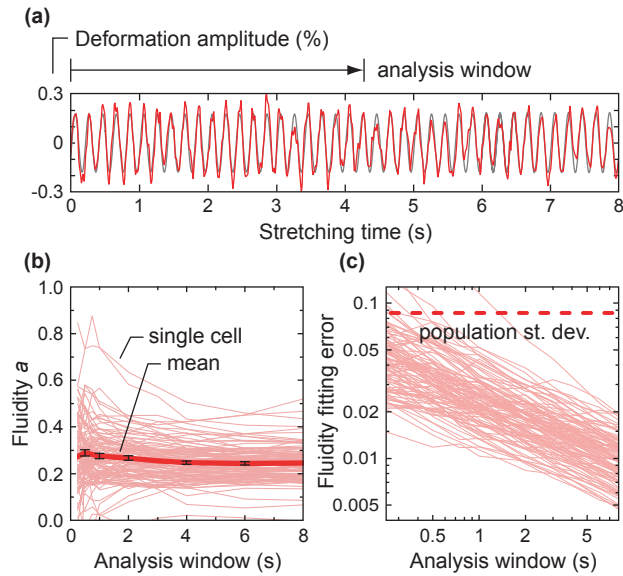 (a)
Deformation amplitude (%)
analysis window
0.3
0
-0.3
0 1 2 3 4 5 6 7 8
Stretching time (s)
(b)
1.0
0.8
0.6
0.4
0.2
0.0
Fluidity a
single cell
mean
0 2 4 6 8
Analysis window (s)
(c)
0.1
0.02
0.01
0.005
Fluidity fitting error
population st. dev.
0.5 1 5
Analysis window (s)